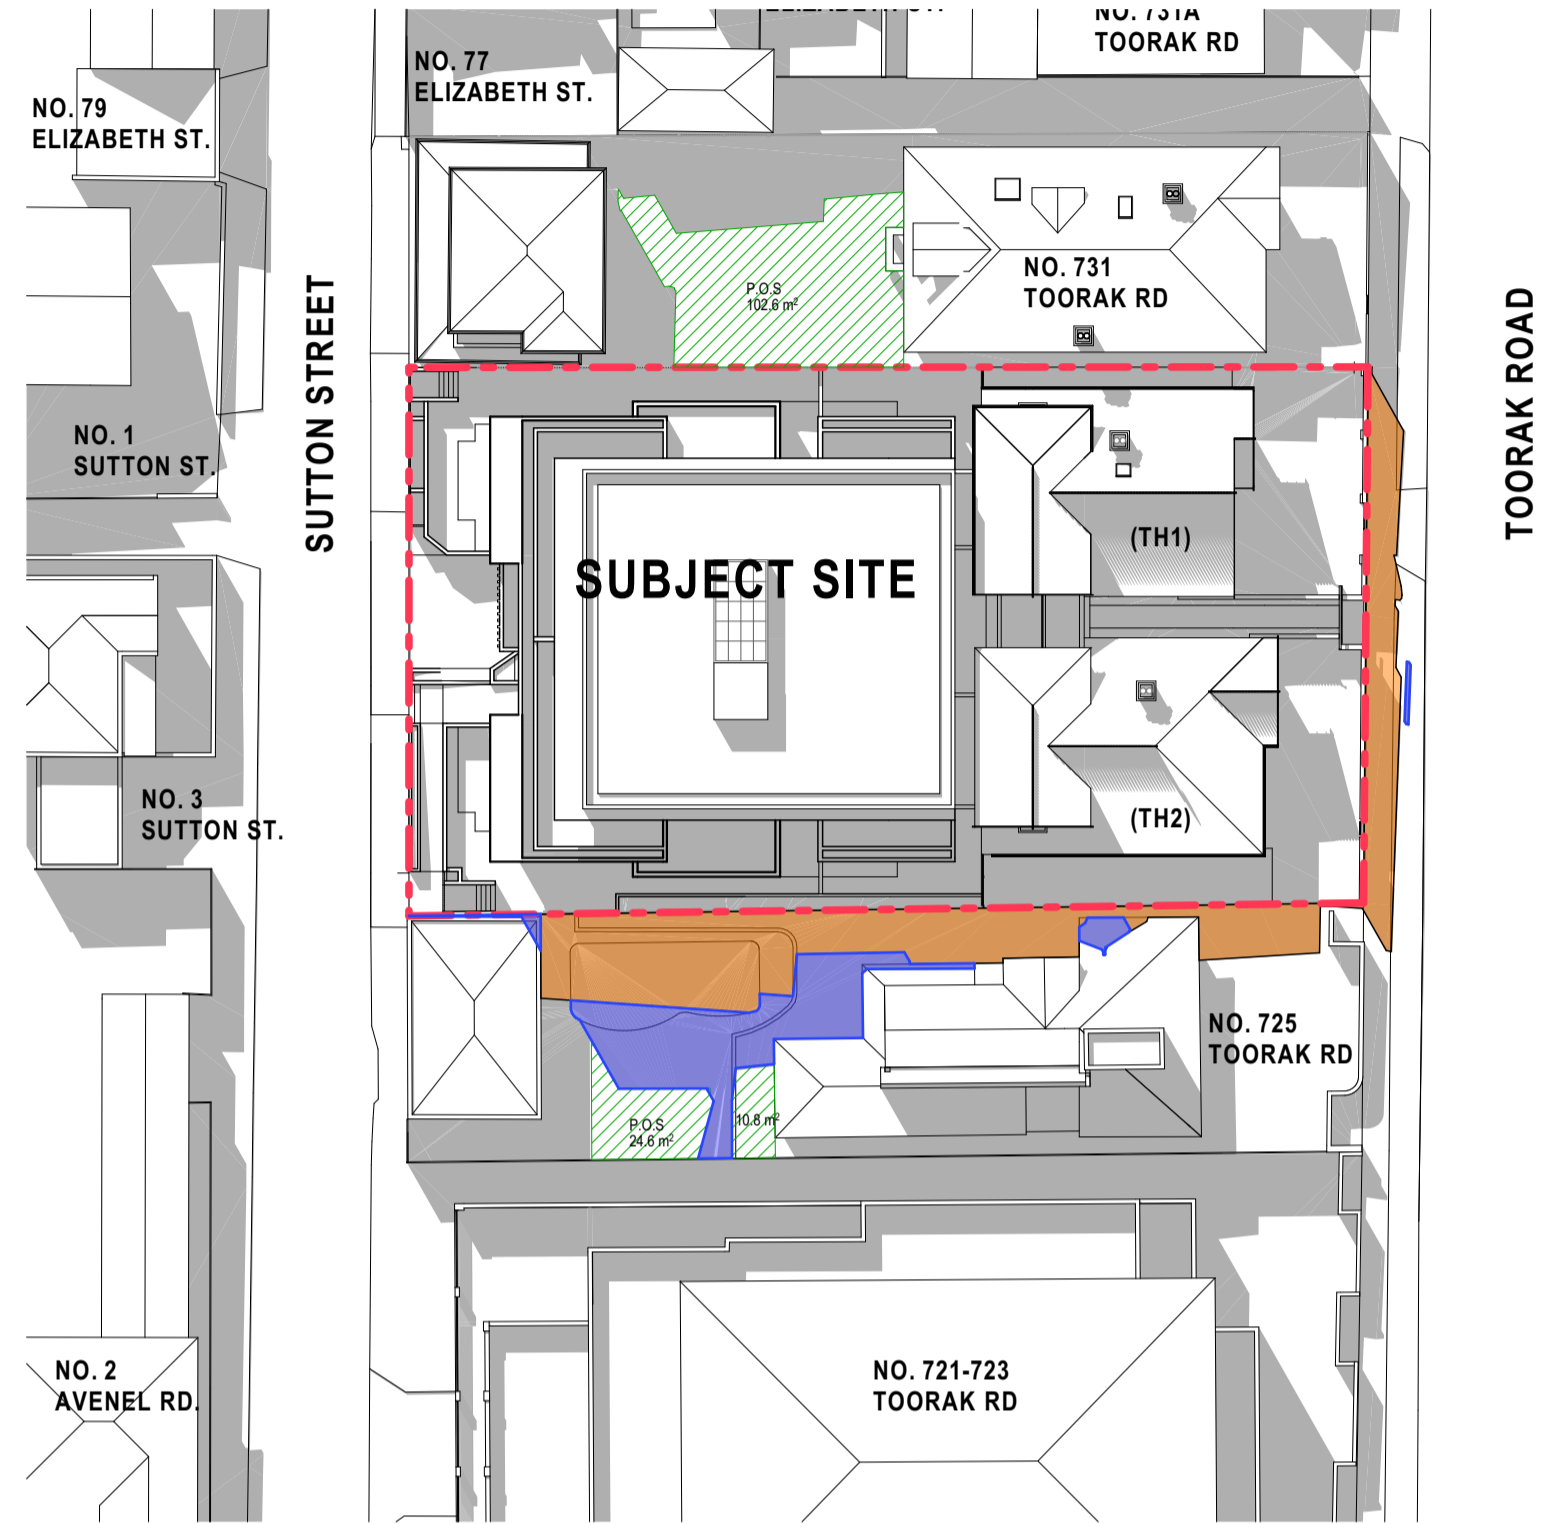 NO. 731A
TOORAK RD
NO. 77
ELIZABETH ST.
NO. 79
ELIZABETH ST.
P.O.S
102.6 m²
NO. 731
TOORAK RD
SUTTON STREET
TOORAK ROAD
NO. 1
SUTTON ST.
(TH1)
SUBJECT SITE
NO. 3
SUTTON ST.
(TH2)
NO. 725
TOORAK RD
P.O.S
24.6 m²
10.8 m²
NO. 2
AVENEL RD.
NO. 721-723
TOORAK RD